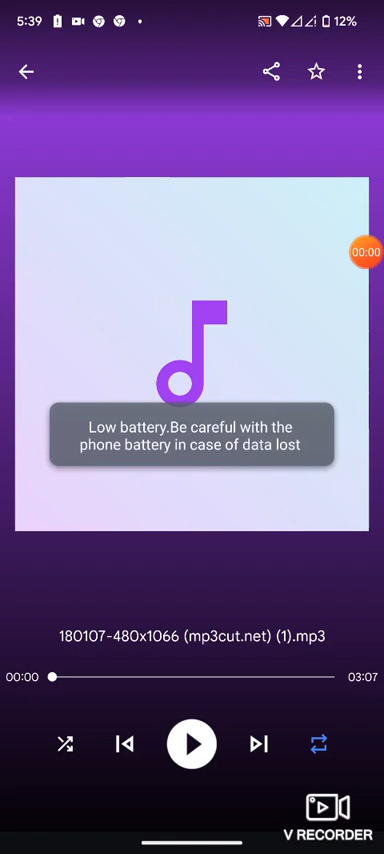 5:39
12%
00:00
Low battery.Be careful with the
phone battery in case of data lost
180107-480x1066 (mp3cut.net) (1).mp3
00:00
03:07
V RECORDER